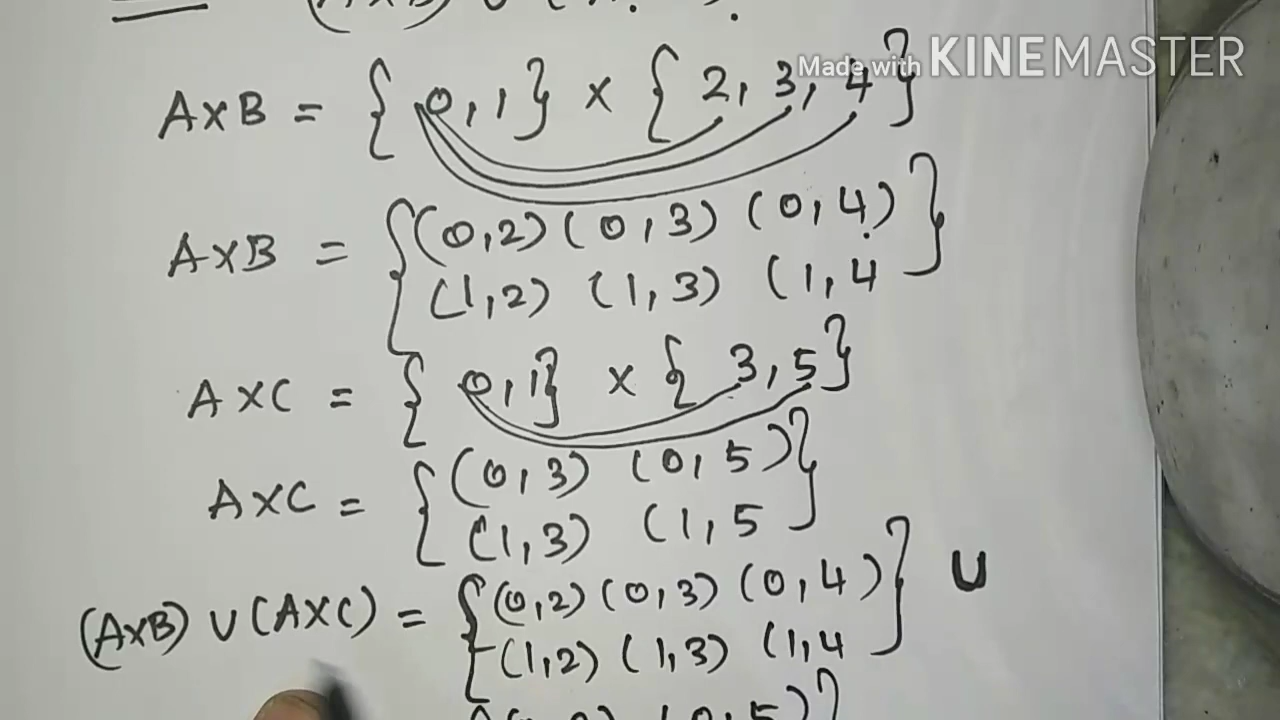 Made with KINEMASTER
A×B = { 0, 1 } × { 2, 3, 4 }
A×B = { (0,2) (0,3) (0,4)
(1,2) (1,3) (1,4 }
A×C = { 0, 1 } × { 3, 5 }
A×C = { (0,3) (0,5)
(1,3) (1,5 }
(A×B) ∪ (A×C) = { (0,2) (0,3) (0,4)
(1,2) (1,3) (1,4 } ∪